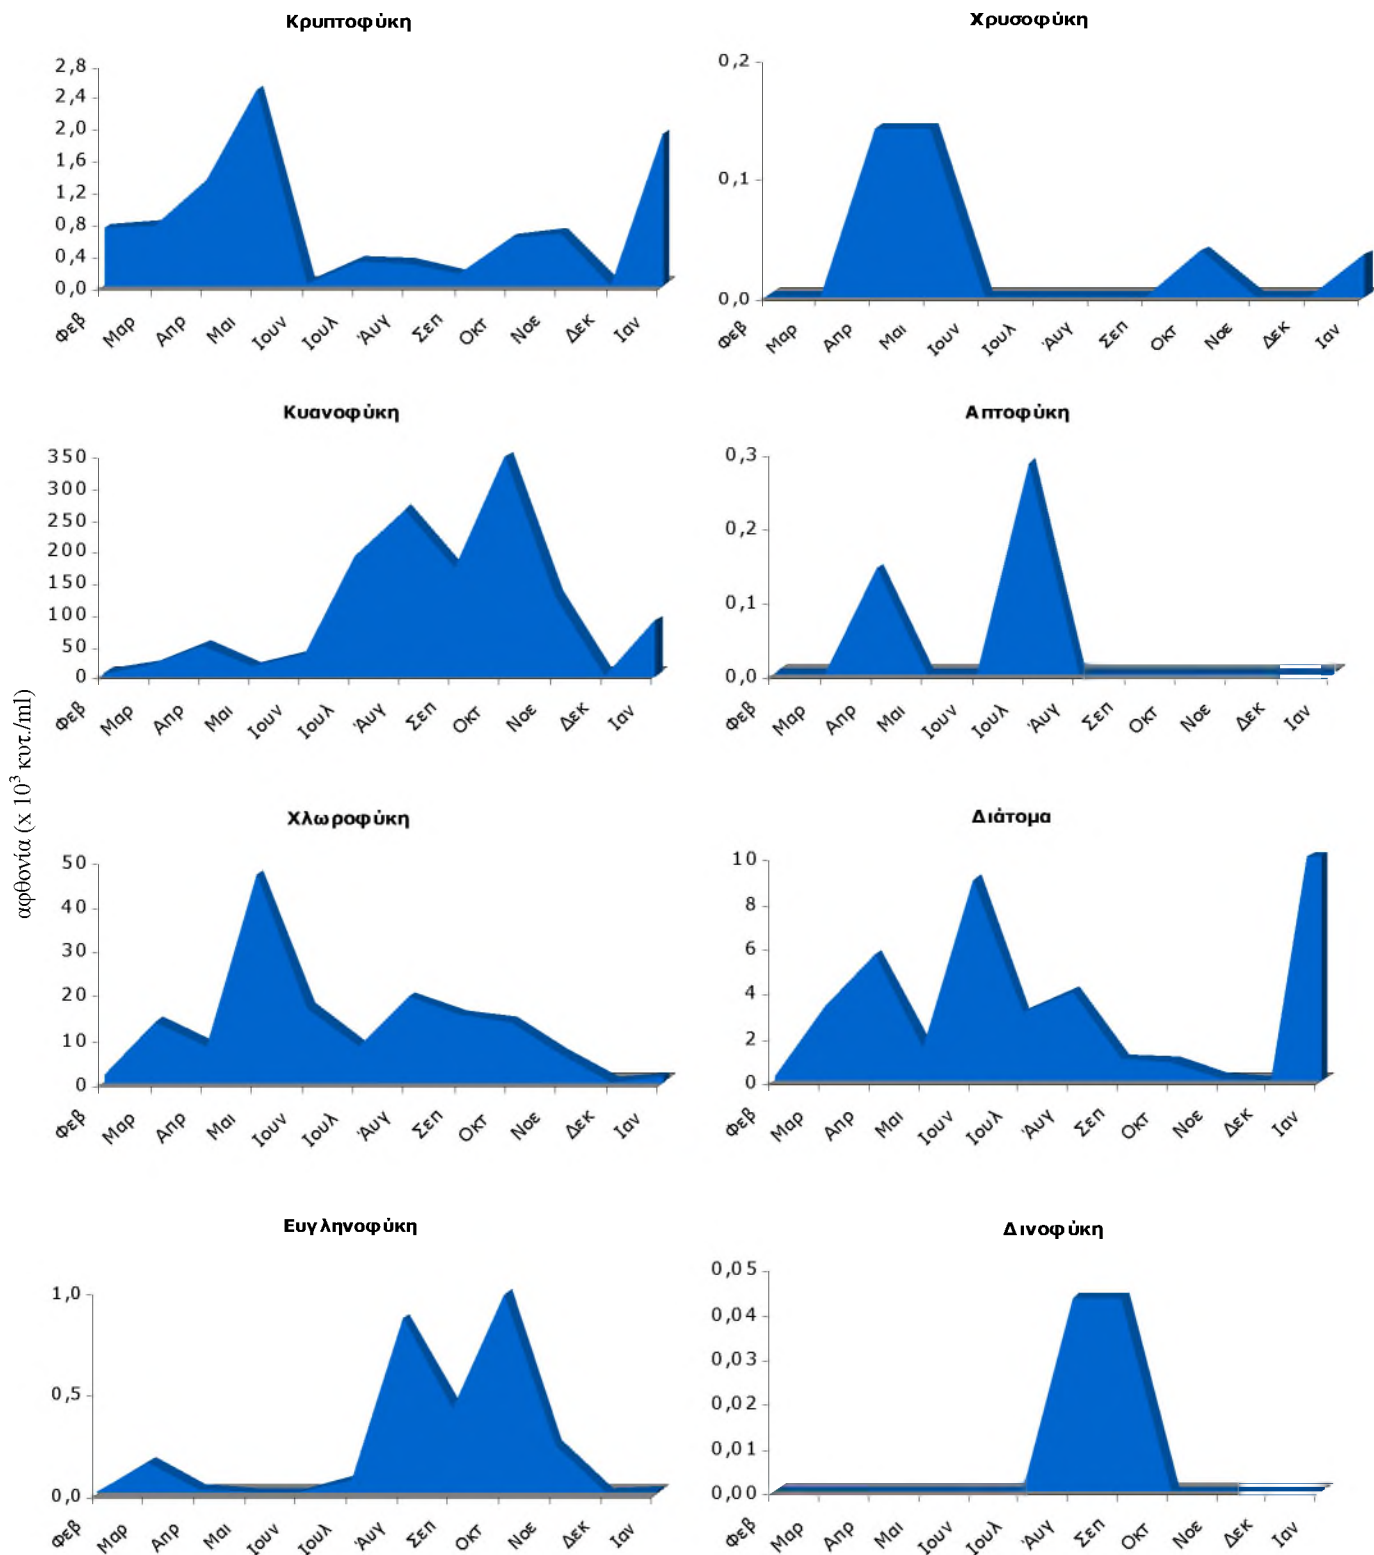 Κρυπτοφύκη
2,8
2,4
2,0
1,6
1,2
0,8
0,4
0,0
Φεβ Μαρ Απρ Μαι Ιουν Ιουλ Άυγ Σεπ Οκτ Νοε Δεκ Ιαν
Χρυσοφύκη
0,2
0,1
0,0
Φεβ Μαρ Απρ Μαι Ιουν Ιουλ Άυγ Σεπ Οκτ Νοε Δεκ Ιαν
Κυανοφύκη
350
300
250
200
150
100
50
0
Φεβ Μαρ Απρ Μαι Ιουν Ιουλ Άυγ Σεπ Οκτ Νοε Δεκ Ιαν
Απτοφύκη
0,3
0,2
0,1
0,0
Φεβ Μαρ Απρ Μαι Ιουν Ιουλ Άυγ Σεπ Οκτ Νοε Δεκ Ιαν
αφθονία (x 10³ κυτ./ml)
Χλωροφύκη
50
40
30
20
10
0
Φεβ Μαρ Απρ Μαι Ιουν Ιουλ Άυγ Σεπ Οκτ Νοε Δεκ Ιαν
Διάτομα
10
8
6
4
2
0
Φεβ Μαρ Απρ Μαι Ιουν Ιουλ Άυγ Σεπ Οκτ Νοε Δεκ Ιαν
Ευγληνοφύκη
1,0
0,5
0,0
Φεβ Μαρ Απρ Μαι Ιουν Ιουλ Άυγ Σεπ Οκτ Νοε Δεκ Ιαν
Δινοφύκη
0,05
0,04
0,03
0,02
0,01
0,00
Φεβ Μαρ Απρ Μαι Ιουν Ιουλ Άυγ Σεπ Οκτ Νοε Δεκ Ιαν